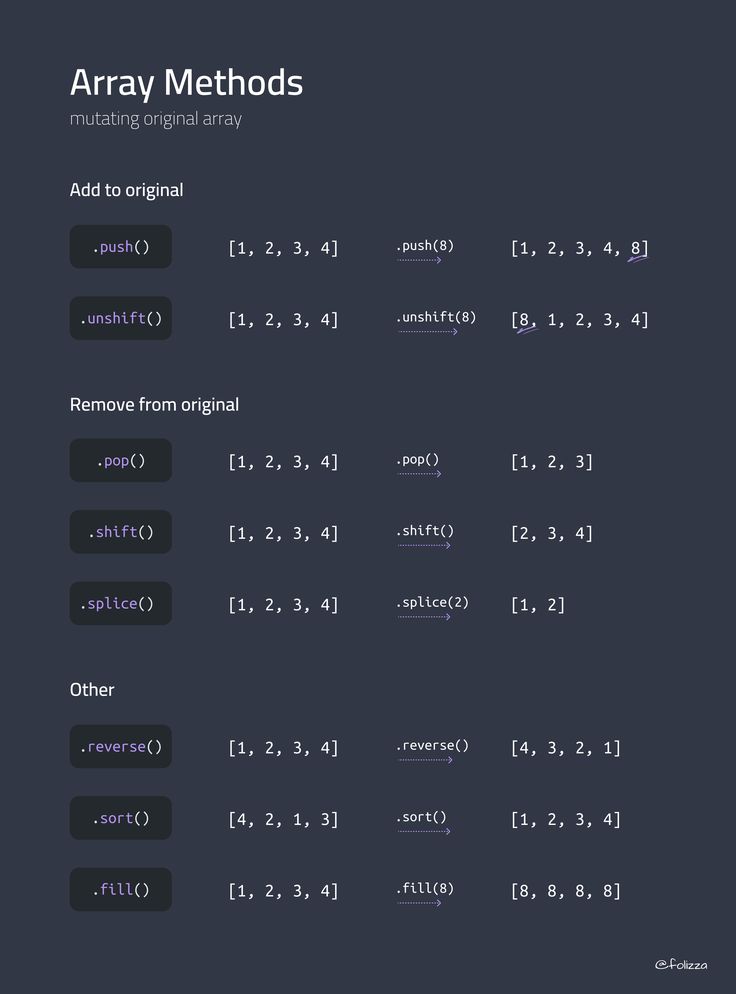 Array Methods
mutating original array
Add to original
.push() [1, 2, 3, 4] .push(8) [1, 2, 3, 4, 8]
.unshift() [1, 2, 3, 4] .unshift(8) [8, 1, 2, 3, 4]
Remove from original
.pop() [1, 2, 3, 4] .pop() [1, 2, 3]
.shift() [1, 2, 3, 4] .shift() [2, 3, 4]
.splice() [1, 2, 3, 4] .splice(2) [1, 2]
Other
.reverse() [1, 2, 3, 4] .reverse() [4, 3, 2, 1]
.sort() [4, 2, 1, 3] .sort() [1, 2, 3, 4]
.fill() [1, 2, 3, 4] .fill(8) [8, 8, 8, 8]
@folizza